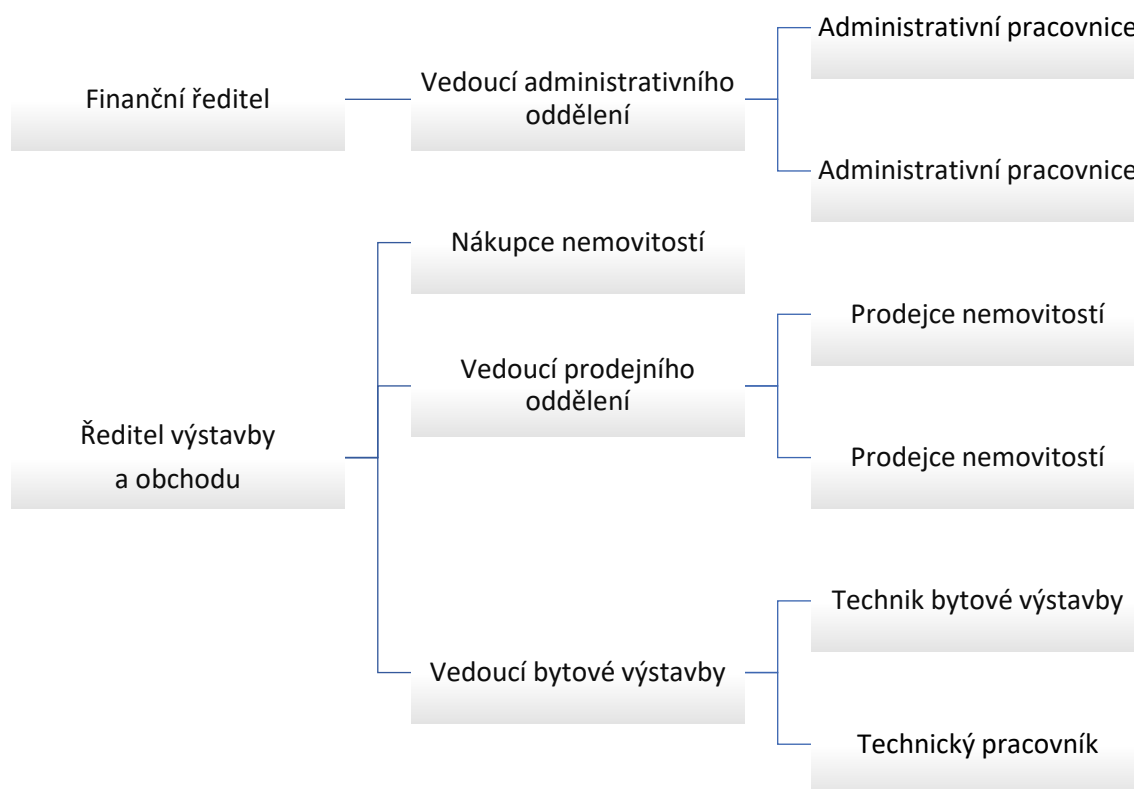 Finanční ředitel
Vedoucí administrativního
oddělení
Administrativní pracovnice
Administrativní pracovnice
Ředitel výstavby
a obchodu
Nákupce nemovitostí
Vedoucí prodejního
oddělení
Prodejce nemovitostí
Prodejce nemovitostí
Vedoucí bytové výstavby
Technik bytové výstavby
Technický pracovník